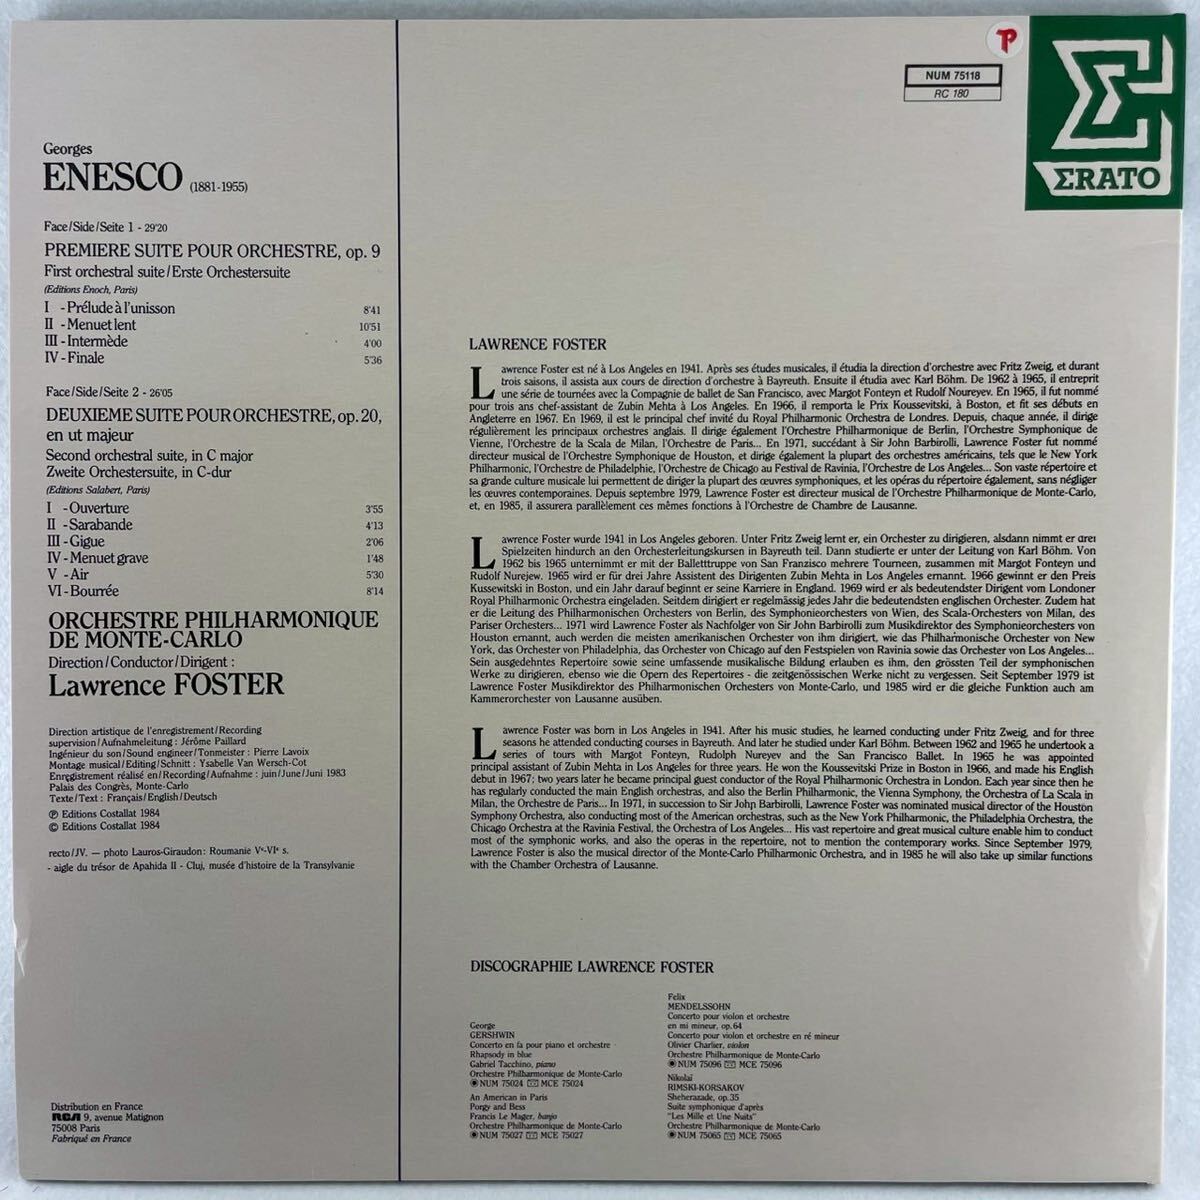 P
NUM 75118
RC 180
ERATO
Georges
ENESCO (1881-1955)
Face/Side/Seite 1 - 29'20
PREMIERE SUITE POUR ORCHESTRE, op. 9
First orchestral suite/Erste Orchestersuite
(Editions Enoch, Paris)
I - Prélude à l'unisson 8'41
II - Menuet lent 10'51
III - Intermède 4'00
IV - Finale 5'36
Face/Side/Seite 2 - 26'05
DEUXIEME SUITE POUR ORCHESTRE, op. 20,
en ut majeur
Second orchestral suite, in C major
Zweite Orchestersuite, in C-dur
(Editions Salabert, Paris)
I - Ouverture 3'55
II - Sarabande 4'13
III - Gigue 2'06
IV - Menuet grave 1'48
V - Air 5'30
VI - Bourrée 8'14
ORCHESTRE PHILHARMONIQUE
DE MONTE-CARLO
Direction/Conductor/Dirigent :
Lawrence FOSTER
Direction artistique de l'enregistrement/Recording
supervision/Aufnahmeleitung : Jérôme Paillard
Ingénieur du son/Sound engineer/Tonmeister : Pierre Lavoix
Montage musical/Editing/Schnitt : Ysabelle Van Wersch-Cot
Enregistrement réalisé en/Recording/Aufnahme : juin/June/Juni 1983
Palais des Congrès, Monte-Carlo
Texte/Text : Français/English/Deutsch
℗ Editions Costallat 1984
© Editions Costallat 1984
recto/JV. — photo Lauros-Giraudon: Roumanie Vᵉ-VIᵉ s.
- aigle du trésor de Apahida II - Cluj, musée d'histoire de la Transylvanie
Distribution en France
RCA 9, avenue Matignon
75008 Paris
Fabriqué en France
LAWRENCE FOSTER
Lawrence Foster est né à Los Angeles en 1941. Après ses études musicales, il étudia la direction d'orchestre avec Fritz Zweig, et durant
trois saisons, il assista aux cours de direction d'orchestre à Bayreuth. Ensuite il étudia avec Karl Böhm. De 1962 à 1965, il entreprit
une série de tournées avec la Compagnie de ballet de San Francisco, avec Margot Fonteyn et Rudolf Noureyev. En 1965, il fut nommé
pour trois ans chef-assistant de Zubin Mehta à Los Angeles. En 1966, il remporta le Prix Koussevitski, à Boston, et fit ses débuts en
Angleterre en 1967. En 1969, il est le principal chef invité du Royal Philharmonic Orchestra de Londres. Depuis, chaque année, il dirige
régulièrement les principaux orchestres anglais. Il dirige également l'Orchestre Philharmonique de Berlin, l'Orchestre Symphonique de
Vienne, l'Orchestre de la Scala de Milan, l'Orchestre de Paris... En 1971, succédant à Sir John Barbirolli, Lawrence Foster fut nommé
directeur musical de l'Orchestre Symphonique de Houston, et dirige également la plupart des orchestres américains, tels que le New York
Philharmonic, l'Orchestre de Philadelphie, l'Orchestre de Chicago au Festival de Ravinia, l'Orchestre de Los Angeles... Son vaste répertoire et
sa grande culture musicale lui permettent de diriger la plupart des œuvres symphoniques, et les opéras du répertoire également, sans négliger
les œuvres contemporaines. Depuis septembre 1979, Lawrence Foster est directeur musical de l'Orchestre Philharmonique de Monte-Carlo,
et, en 1985, il assurera parallèlement ces mêmes fonctions à l'Orchestre de Chambre de Lausanne.
Lawrence Foster wurde 1941 in Los Angeles geboren. Unter Fritz Zweig lernt er, ein Orchester zu dirigieren, alsdann nimmt er drei
Spielzeiten hindurch an den Orchesterleitungskursen in Bayreuth teil. Dann studierte er unter der Leitung von Karl Böhm. Von
1962 bis 1965 unternimmt er mit der Balletttruppe von San Franzisco mehrere Tourneen, zusammen mit Margot Fonteyn und
Rudolf Nurejew. 1965 wird er für drei Jahre Assistent des Dirigenten Zubin Mehta in Los Angeles ernannt. 1966 gewinnt er den Preis
Kussewitski in Boston, und ein Jahr darauf beginnt er seine Karriere in England. 1969 wird er als bedeutendster Dirigent vom Londoner
Royal Philharmonic Orchestra eingeladen. Seitdem dirigiert er regelmässig jedes Jahr die bedeutendsten englischen Orchester. Zudem hat
er die Leitung des Philharmonischen Orchesters von Berlin, des Symphonieorchesters von Wien, des Scala-Orchesters von Milan, des
Pariser Orchesters... 1971 wird Lawrence Foster als Nachfolger von Sir John Barbirolli zum Musikdirektor des Symphonieorchesters von
Houston ernannt, auch werden die meisten amerikanischen Orchester von ihm dirigiert, wie das Philharmonische Orchester von New
York, das Orchester von Philadelphia, das Orchester von Chicago auf den Festspielen von Ravinia sowie das Orchester von Los Angeles...
Sein ausgedehntes Repertoire sowie seine umfassende musikalische Bildung erlauben es ihm, den grössten Teil der symphonischen
Werke zu dirigieren, ebenso wie die Opern des Repertoires - die zeitgenössischen Werke nicht zu vergessen. Seit September 1979 ist
Lawrence Foster Musikdirektor des Philharmonischen Orchesters von Monte-Carlo, und 1985 wird er die gleiche Funktion auch am
Kammerorchester von Lausanne ausüben.
Lawrence Foster was born in Los Angeles in 1941. After his music studies, he learned conducting under Fritz Zweig, and for three
seasons he attended conducting courses in Bayreuth. And later he studied under Karl Böhm. Between 1962 and 1965 he undertook a
series of tours with Margot Fonteyn, Rudolph Nureyev and the San Francisco Ballet. In 1965 he was appointed
principal assistant of Zubin Mehta in Los Angeles for three years. He won the Koussevitski Prize in Boston in 1966, and made his English
debut in 1967; two years later he became principal guest conductor of the Royal Philharmonic Orchestra in London. Each year since then he
has regularly conducted the main English orchestras, and also the Berlin Philharmonic, the Vienna Symphony, the Orchestra of La Scala in
Milan, the Orchestre de Paris... In 1971, in succession to Sir Johp Barbirolli, Lawrence Foster was nominated musical director of the Houston
Symphony Orchestra, also conducting most of the American orchestras, such as the New York Philharmonic, the Philadelphia Orchestra, the
Chicago Orchestra at the Ravinia Festival, the Orchestra of Los Angeles... His vast repertoire and great musical culture enable him to conduct
most of the symphonic works, and also the operas in the repertoire, not to mention the contemporary works. Since September 1979,
Lawrence Foster is also the musical director of the Monte-Carlo Philharmonic Orchestra, and in 1985 he will also take up similar functions
with the Chamber Orchestra of Lausanne.
DISCOGRAPHIE LAWRENCE FOSTER
George
GERSHWIN
Concerto en fa pour piano et orchestre
Rhapsody in blue
Gabriel Tacchino, piano
Orchestre Philharmonique de Monte-Carlo
NUM 75024 MCE 75024
An American in Paris
Porgy and Bess
Francis Le Mager, banjo
Orchestre Philharmonique de Monte-Carlo
NUM 75027 MCE 75027
Felix
MENDELSSOHN
Concerto pour violon et orchestre
en mi mineur, op. 64
Concerto pour violon et orchestre en ré mineur
Olivier Charlier, violon
Orchestre Philharmonique de Monte-Carlo
NUM 75096 MCE 75096
Nikolaï
RIMSKI-KORSAKOV
Sheherazade, op. 35
Suite symphonique d'après
"Les Mille et Une Nuits"
Orchestre Philharmonique de Monte-Carlo
NUM 75065 MCE 75065